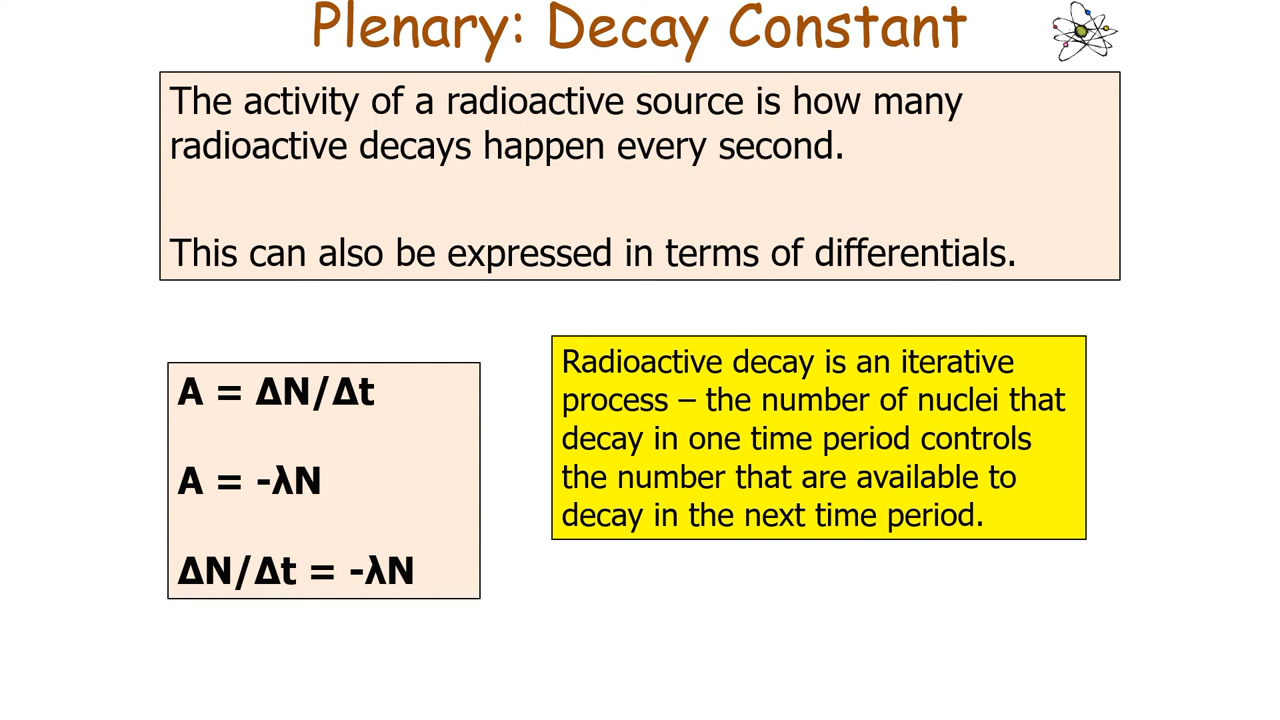 Plenary: Decay Constant
The activity of a radioactive source is how many
radioactive decays happen every second.
This can also be expressed in terms of differentials.
A = ΔN/Δt
A = -λN
ΔN/Δt = -λN
Radioactive decay is an iterative
process – the number of nuclei that
decay in one time period controls
the number that are available to
decay in the next time period.